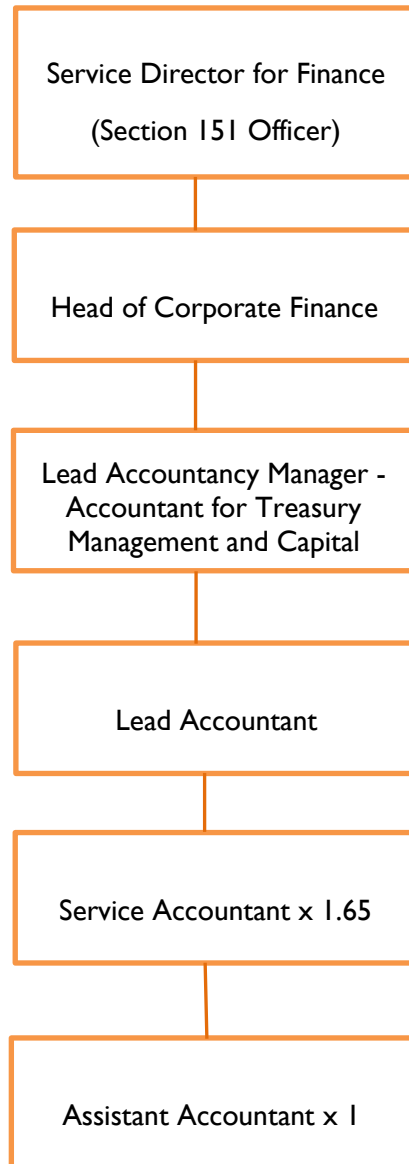 Service Director for Finance
(Section 151 Officer)
Head of Corporate Finance
Lead Accountancy Manager -
Accountant for Treasury
Management and Capital
Lead Accountant
Service Accountant x 1.65
Assistant Accountant x 1